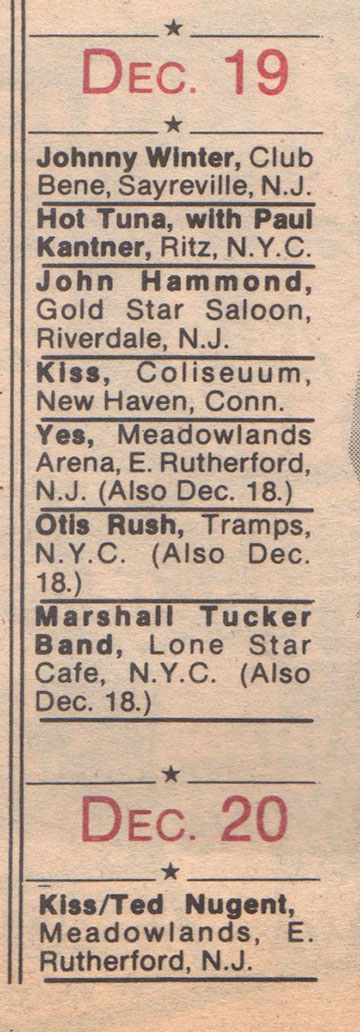 DEC. 19
Johnny Winter, Club
Bene, Sayreville, N.J.
Hot Tuna, with Paul
Kantner, Ritz, N.Y.C.
John Hammond,
Gold Star Saloon,
Riverdale, N.J.
Kiss, Coliseuum,
New Haven, Conn.
Yes, Meadowlands
Arena, E. Rutherford,
N.J. (Also Dec. 18.)
Otis Rush, Tramps,
N.Y.C. (Also Dec.
18.)
Marshall Tucker
Band, Lone Star
Cafe, N.Y.C. (Also
Dec. 18.)
DEC. 20
Kiss/Ted Nugent,
Meadowlands, E.
Rutherford, N.J.